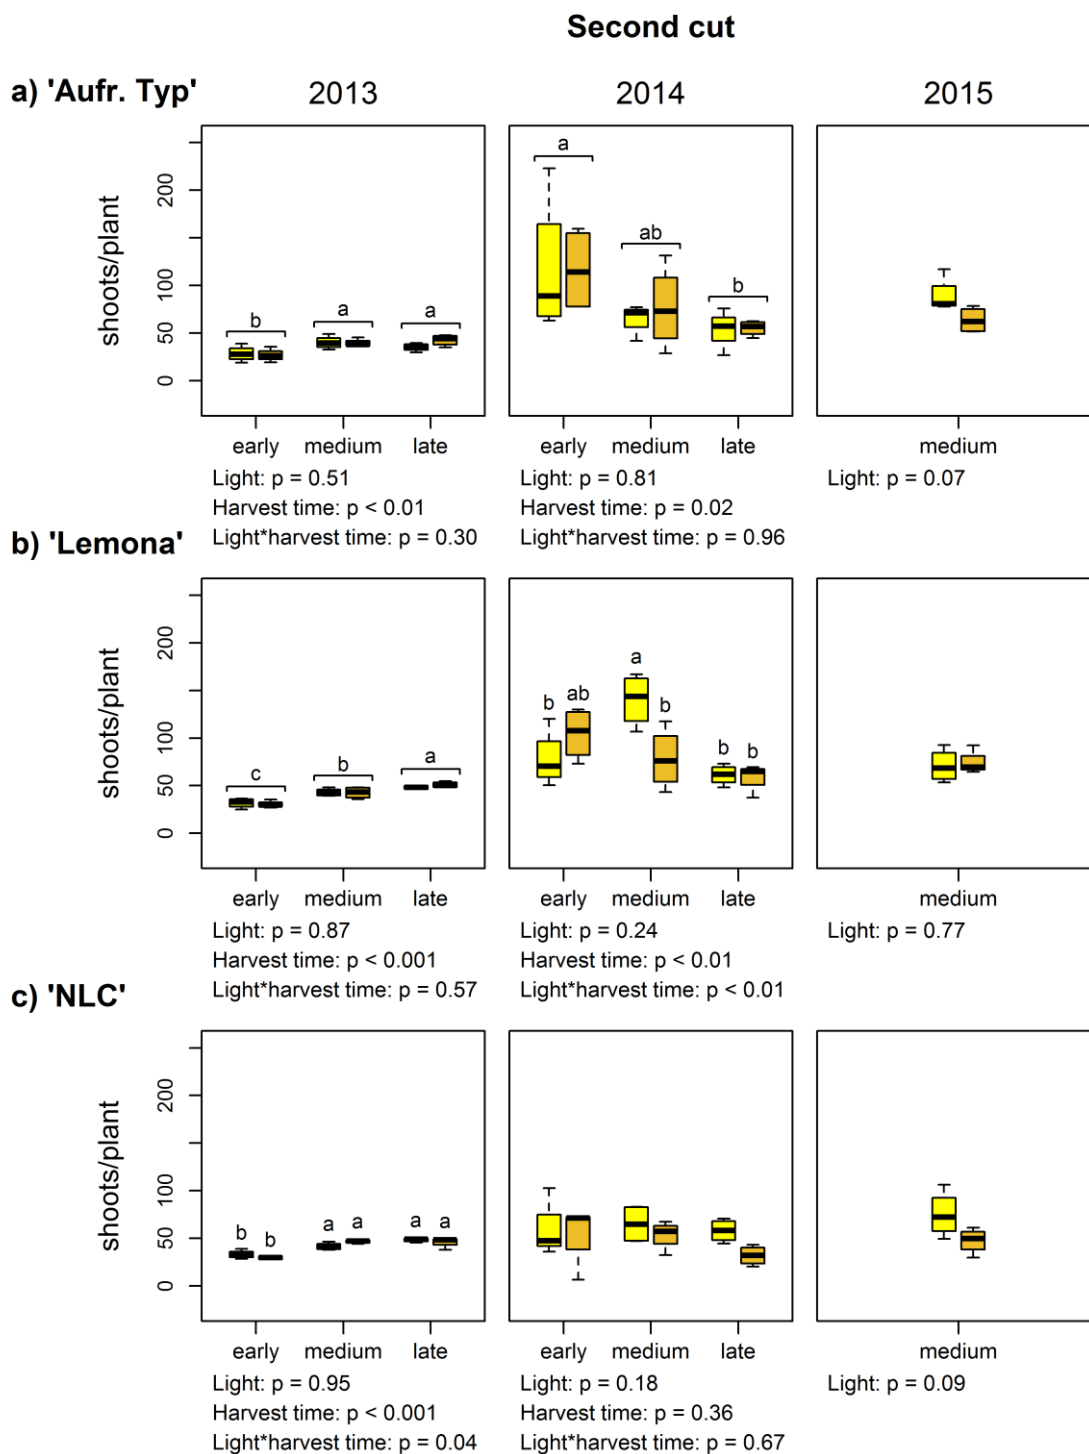 Second cut
a) 'Aufr. Typ' 2013 2014 2015
shoots/plant
200
100
50
0
b
a
a
a
ab
b
early medium late
early medium late
medium
Light: p = 0.51
Harvest time: p < 0.01
Light*harvest time: p = 0.30
Light: p = 0.81
Harvest time: p = 0.02
Light*harvest time: p = 0.96
Light: p = 0.07
b) 'Lemona'
shoots/plant
200
100
50
0
c
b
a
b
ab
a
b
b
b
early medium late
early medium late
medium
Light: p = 0.87
Harvest time: p < 0.001
Light*harvest time: p = 0.57
Light: p = 0.24
Harvest time: p < 0.01
Light*harvest time: p < 0.01
Light: p = 0.77
c) 'NLC'
shoots/plant
200
100
50
0
b
b
a
a
a
a
early medium late
early medium late
medium
Light: p = 0.95
Harvest time: p < 0.001
Light*harvest time: p = 0.04
Light: p = 0.18
Harvest time: p = 0.36
Light*harvest time: p = 0.67
Light: p = 0.09